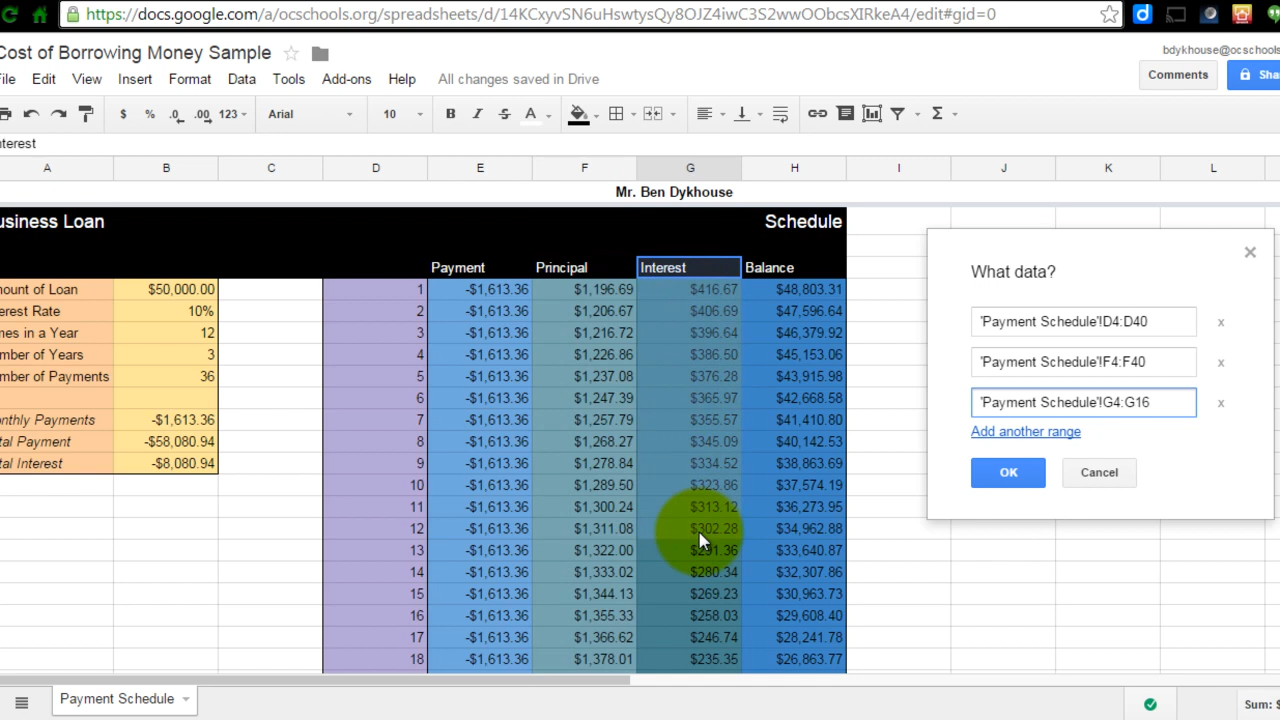 https://docs.google.com/a/ocschools.org/spreadsheets/d/14KCxyvSN6uHswtysQy8OJZ4iwC3S2wwOObcsXIRkeA4/edit#gid=0
Cost of Borrowing Money Sample
bdykhouse@ocschools
File Edit View Insert Format Data Tools Add-ons Help All changes saved in Drive
Comments Sha
$ % .0 .00 123 Arial 10 B I S A Σ
nterest
A B C D E F G H I J K L
Mr. Ben Dykhouse
usiness Loan Schedule
Payment Principal Interest Balance
mount of Loan $50,000.00 1 -$1,613.36 $1,196.69 $416.67 $48,803.31
erest Rate 10% 2 -$1,613.36 $1,206.67 $406.69 $47,596.64
mes in a Year 12 3 -$1,613.36 $1,216.72 $396.64 $46,379.92
mber of Years 3 4 -$1,613.36 $1,226.86 $386.50 $45,153.06
mber of Payments 36 5 -$1,613.36 $1,237.08 $376.28 $43,915.98
6 -$1,613.36 $1,247.39 $365.97 $42,668.58
onthly Payments -$1,613.36 7 -$1,613.36 $1,257.79 $355.57 $41,410.80
tal Payment -$58,080.94 8 -$1,613.36 $1,268.27 $345.09 $40,142.53
tal Interest -$8,080.94 9 -$1,613.36 $1,278.84 $334.52 $38,863.69
10 -$1,613.36 $1,289.50 $323.86 $37,574.19
11 -$1,613.36 $1,300.24 $313.12 $36,273.95
12 -$1,613.36 $1,311.08 $302.28 $34,962.88
13 -$1,613.36 $1,322.00 $291.36 $33,640.87
14 -$1,613.36 $1,333.02 $280.34 $32,307.86
15 -$1,613.36 $1,344.13 $269.23 $30,963.73
16 -$1,613.36 $1,355.33 $258.03 $29,608.40
17 -$1,613.36 $1,366.62 $246.74 $28,241.78
18 -$1,613.36 $1,378.01 $235.35 $26,863.77
What data?
'Payment Schedule'!D4:D40 x
'Payment Schedule'!F4:F40 x
'Payment Schedule'!G4:G16 x
Add another range
OK Cancel
Payment Schedule
Sum: $